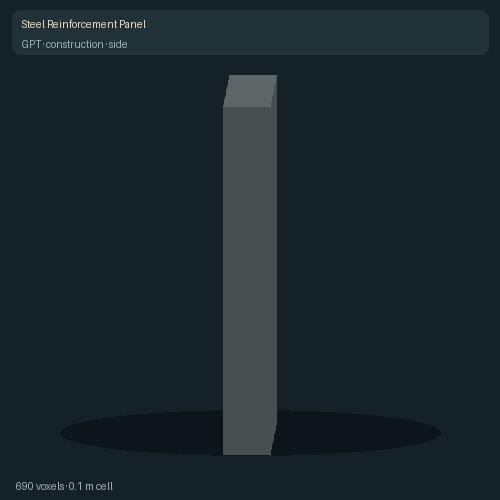 Steel Reinforcement Panel
GPT·construction·side
690 voxels·0.1 m cell